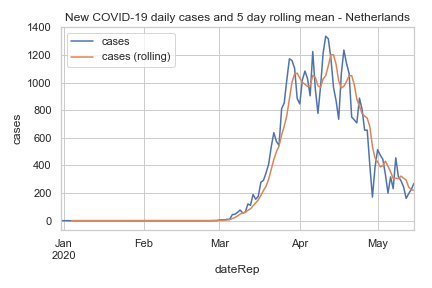 New COVID-19 daily cases and 5 day rolling mean - Netherlands
cases
cases (rolling)
1400
1200
1000
800
600
400
200
0
cases
Jan
2020
Feb
Mar
Apr
May
dateRep